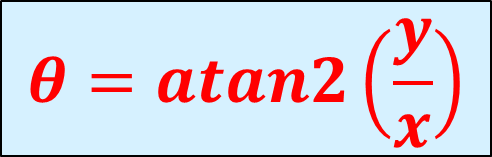 θ = atan2(y/x)